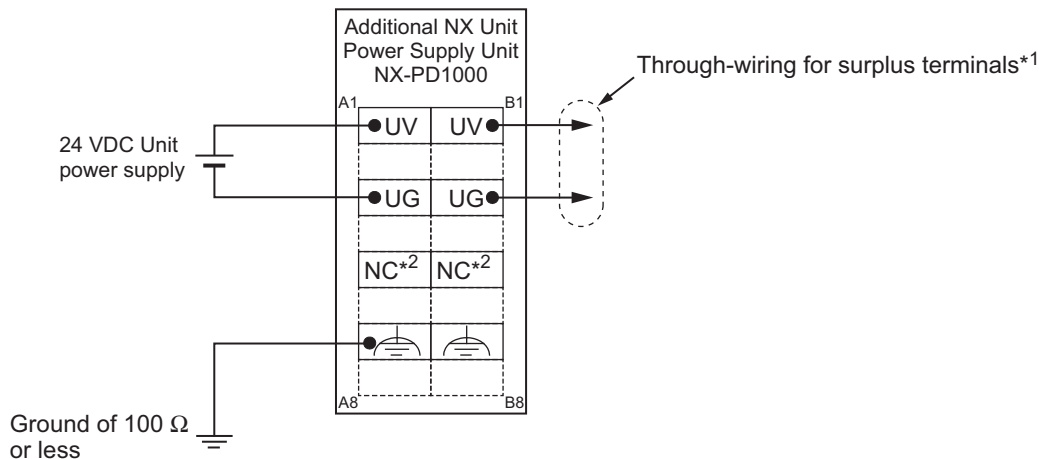 Additional NX Unit
Power Supply Unit
NX-PD1000
Through-wiring for surplus terminals*1
A1 B1
UV UV
24 VDC Unit
power supply
UG UG
NC*2 NC*2
A8 B8
Ground of 100 Ω
or less